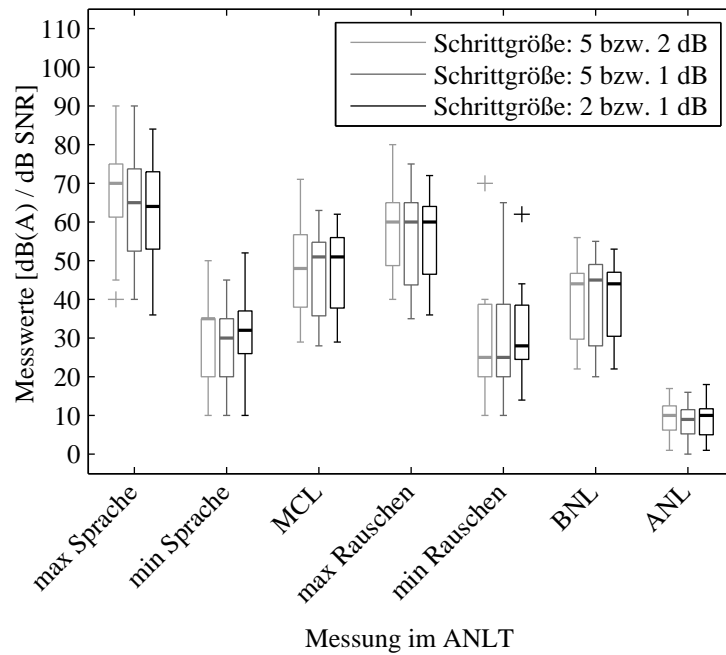 110
100
90
80
70
60
50
40
30
20
10
0
Messwerte [dB(A) / dB SNR]
Schrittgröße: 5 bzw. 2 dB
Schrittgröße: 5 bzw. 1 dB
Schrittgröße: 2 bzw. 1 dB
max Sprache
min Sprache
MCL
max Rauschen
min Rauschen
BNL
ANL
Messung im ANLT